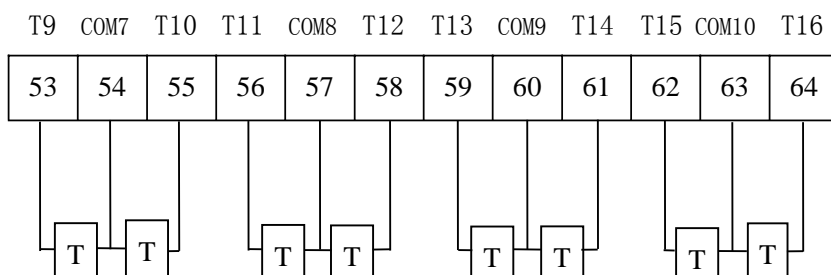 T9 COM7 T10 T11 COM8 T12 T13 COM9 T14 T15 COM10 T16
53 54 55 56 57 58 59 60 61 62 63 64
T T T T T T T T